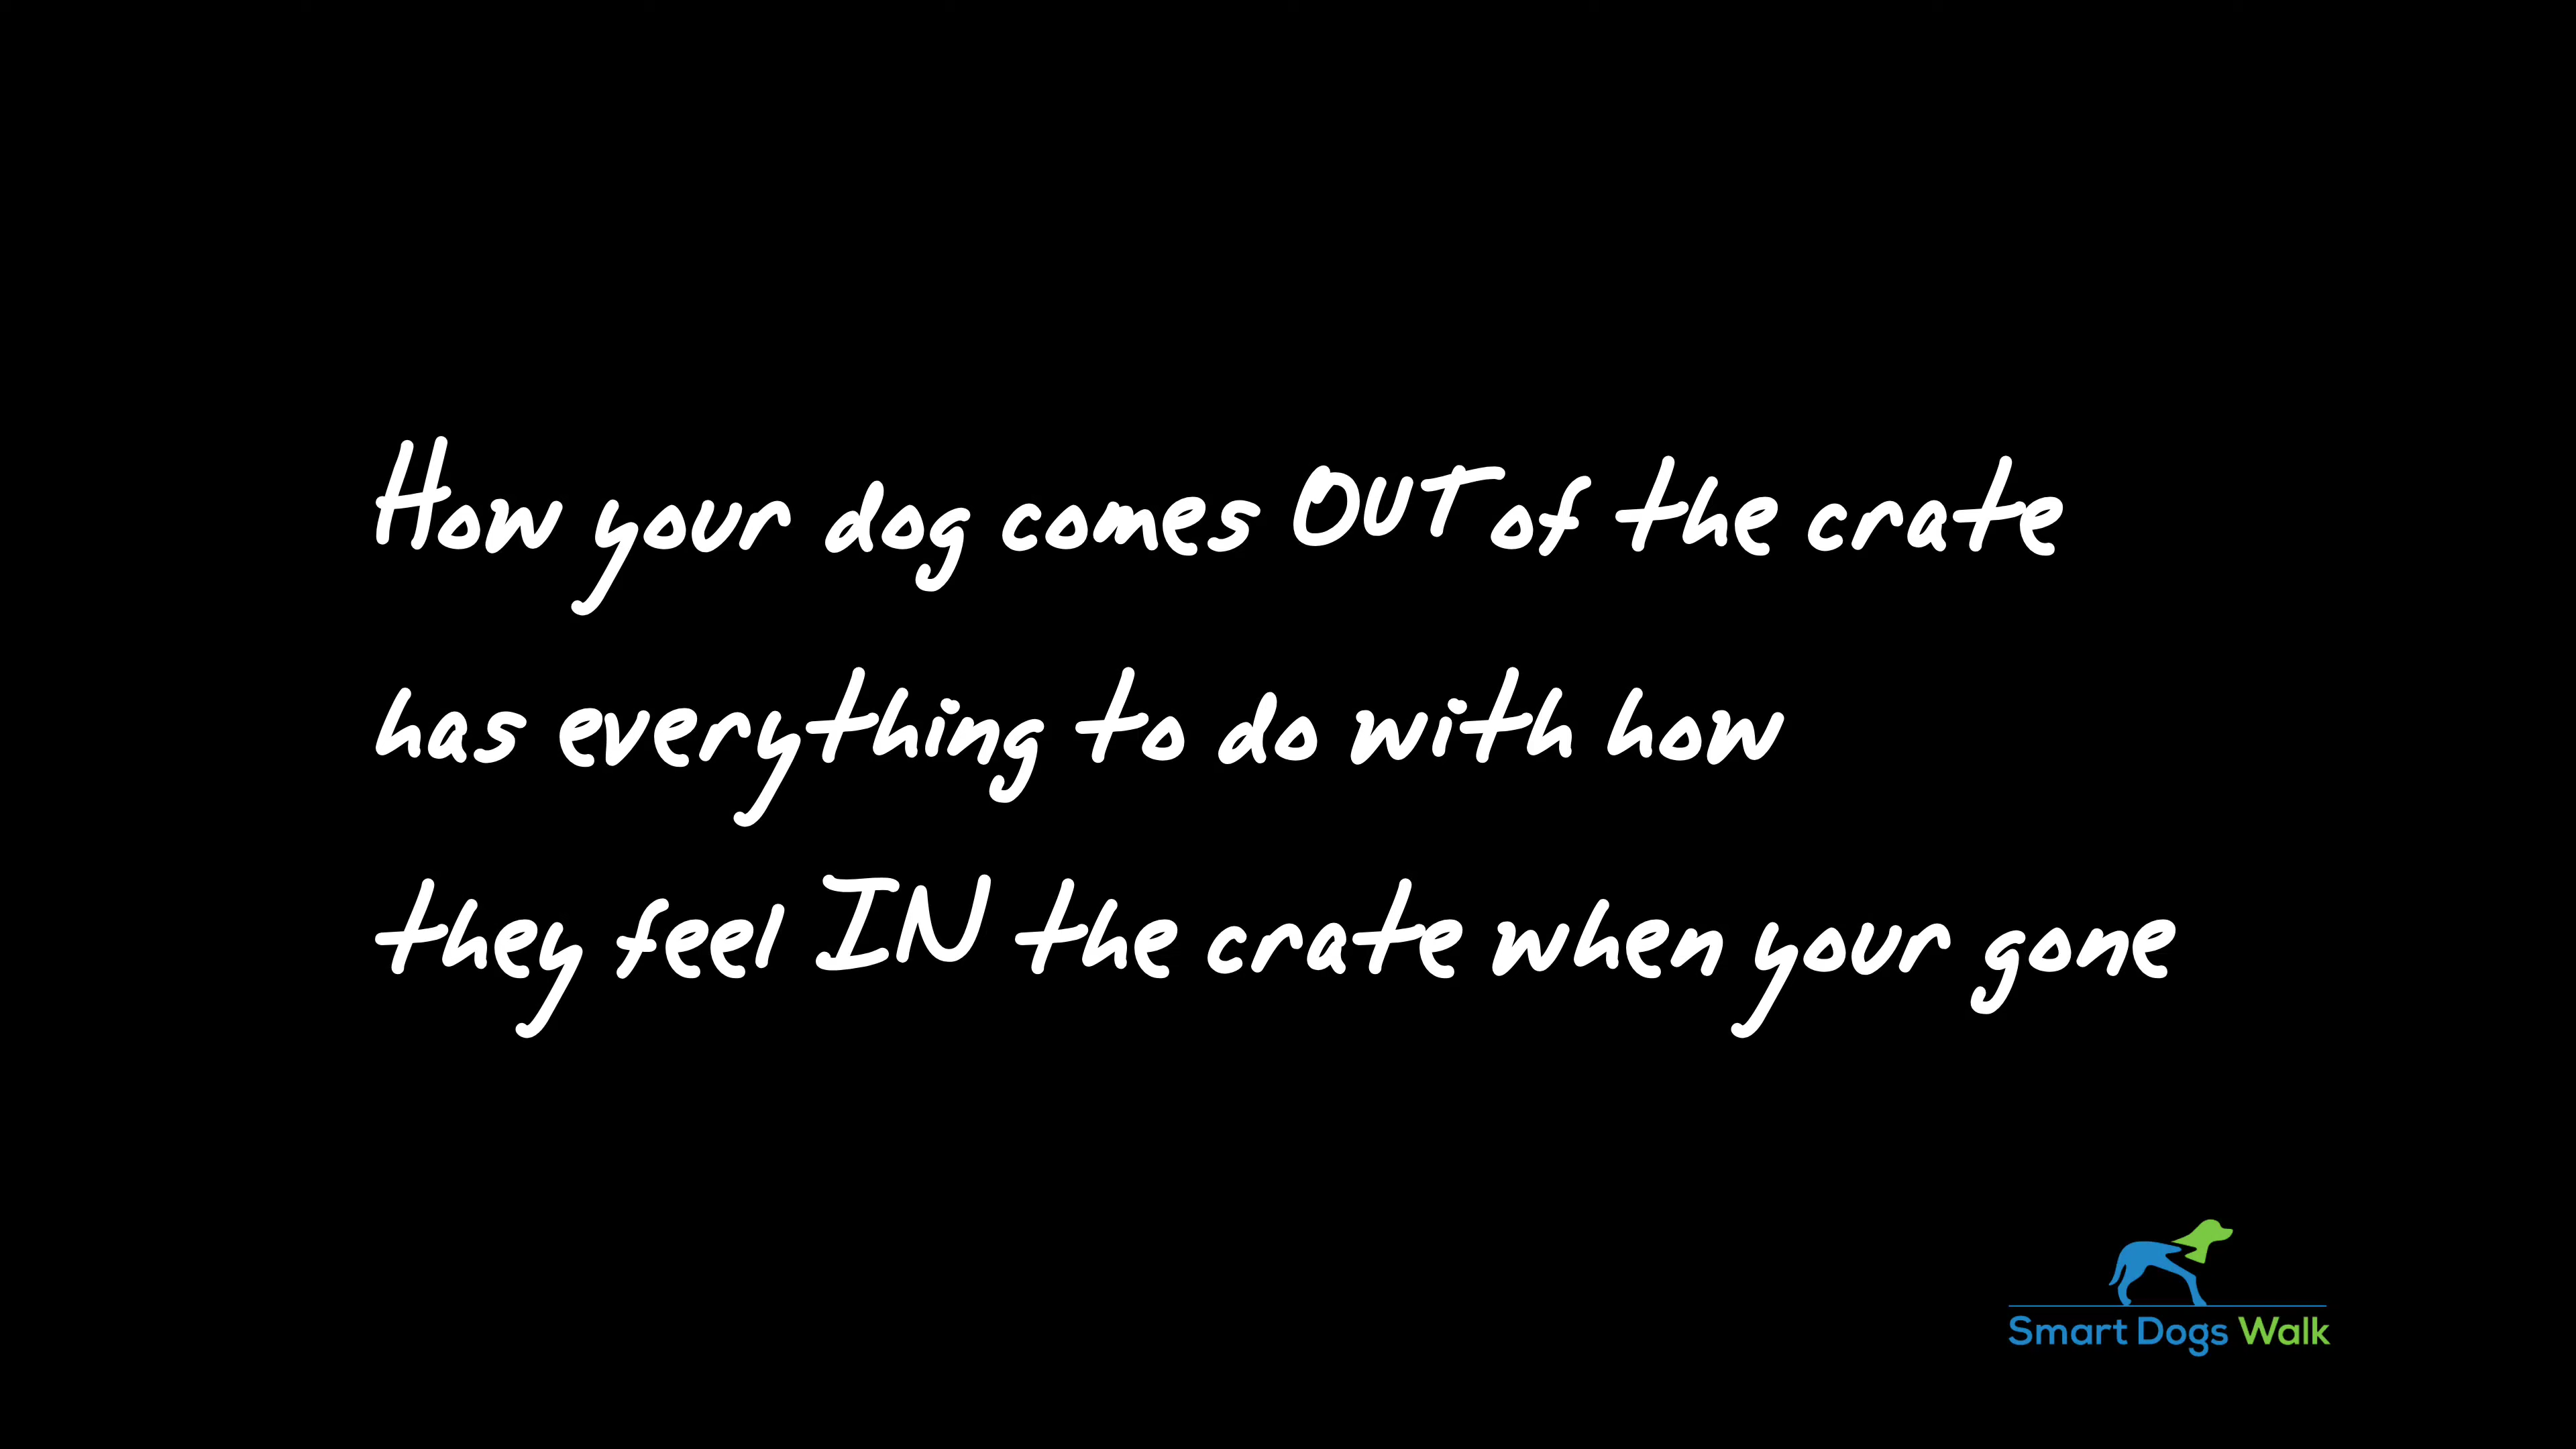 How your dog comes OUT of the crate
has everything to do with how
they feel IN the crate when your gone
Smart Dogs Walk